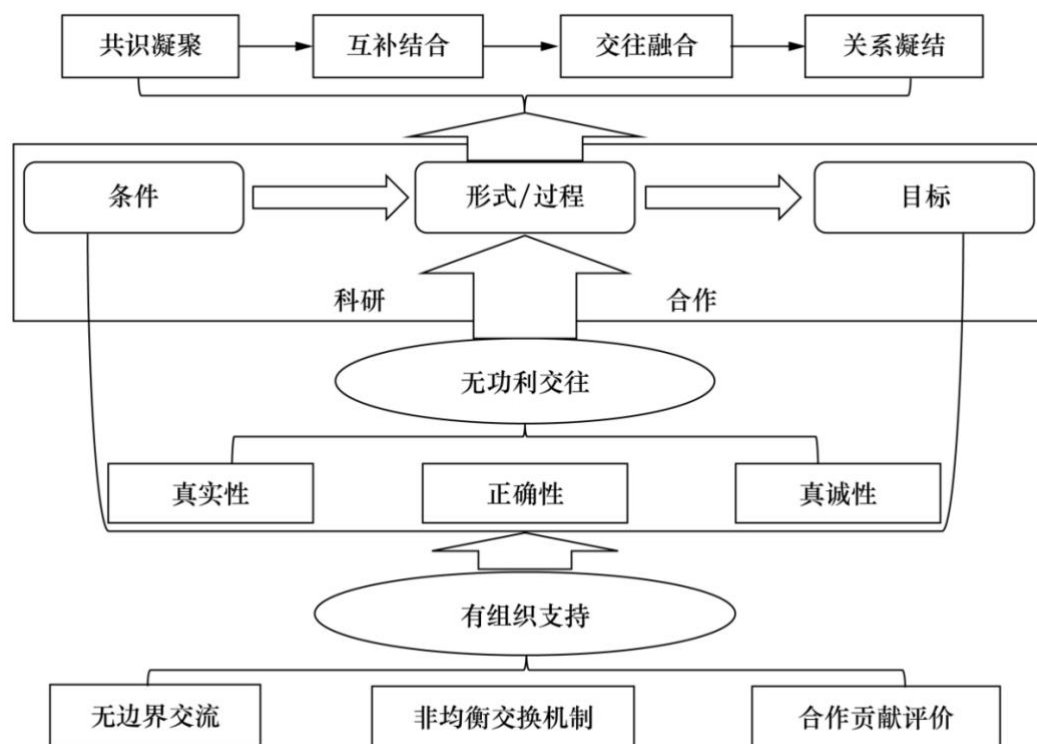 共识凝聚
互补结合
交往融合
关系凝结
条件
形式/过程
目标
科研
合作
无功利交往
真实性
正确性
真诚性
有组织支持
无边界交流
非均衡交换机制
合作贡献评价